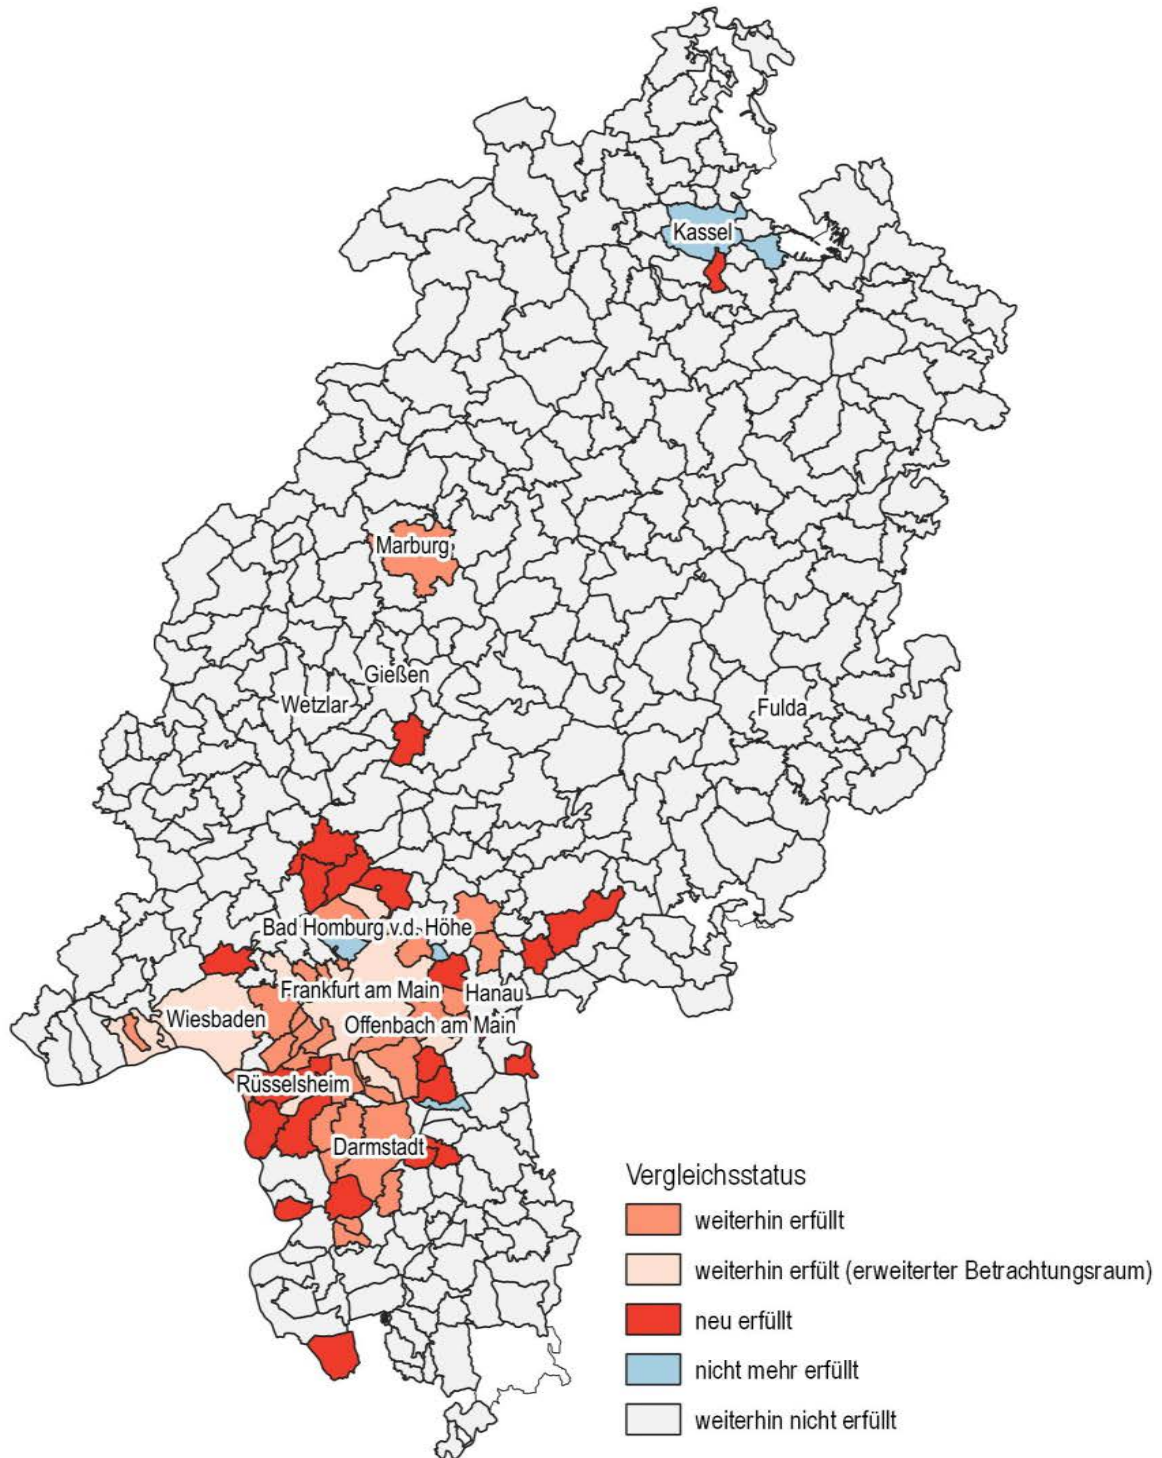 Kassel
Marburg
Gießen
Wetzlar
Fulda
Bad Homburg v.d. Höhe
Frankfurt am Main
Hanau
Wiesbaden
Offenbach am Main
Rüsselsheim
Darmstadt
Vergleichsstatus
weiterhin erfüllt
weiterhin erfült (erweiterter Betrachtungsraum)
neu erfüllt
nicht mehr erfüllt
weiterhin nicht erfüllt